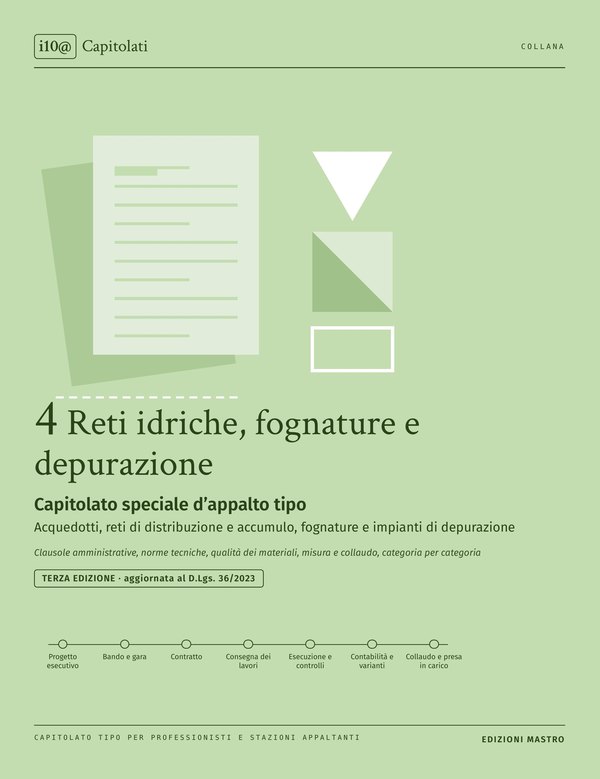 i10@ Capitolati
COLLANA
4 Reti idriche, fognature e
depurazione
Capitolato speciale d’appalto tipo
Acquedotti, reti di distribuzione e accumulo, fognature e impianti di depurazione
Clausole amministrative, norme tecniche, qualità dei materiali, misura e collaudo, categoria per categoria
TERZA EDIZIONE · aggiornata al D.Lgs. 36/2023
Progetto
esecutivo
Bando e gara
Contratto
Consegna dei
lavori
Esecuzione e
controlli
Contabilità e
varianti
Collaudo e presa
in carico
CAPITOLATO TIPO PER PROFESSIONISTI E STAZIONI APPALTANTI
EDIZIONI MASTRO